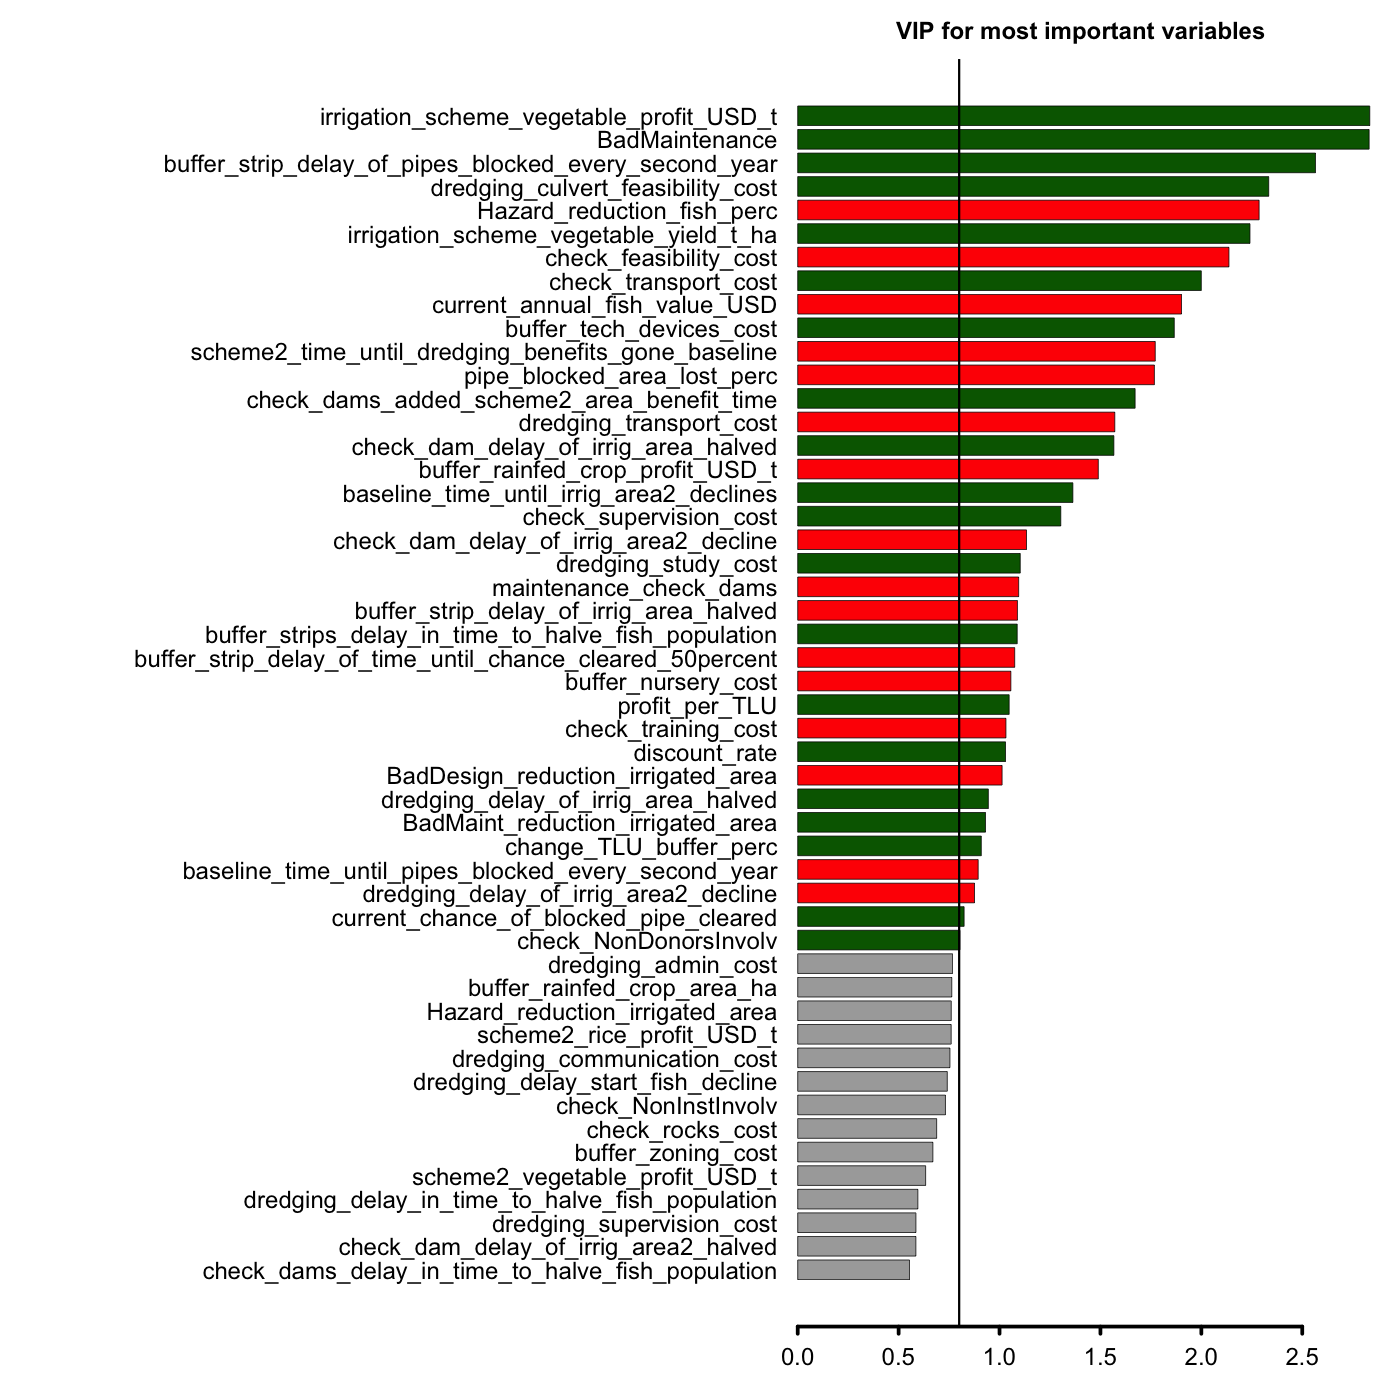 VIP for most important variables
irrigation_scheme_vegetable_profit_USD_t
BadMaintenance
buffer_strip_delay_of_pipes_blocked_every_second_year
dredging_culvert_feasibility_cost
Hazard_reduction_fish_perc
irrigation_scheme_vegetable_yield_t_ha
check_feasibility_cost
check_transport_cost
current_annual_fish_value_USD
buffer_tech_devices_cost
scheme2_time_until_dredging_benefits_gone_baseline
pipe_blocked_area_lost_perc
check_dams_added_scheme2_area_benefit_time
dredging_transport_cost
check_dam_delay_of_irrig_area_halved
buffer_rainfed_crop_profit_USD_t
baseline_time_until_irrig_area2_declines
check_supervision_cost
check_dam_delay_of_irrig_area2_decline
dredging_study_cost
maintenance_check_dams
buffer_strip_delay_of_irrig_area_halved
buffer_strips_delay_in_time_to_halve_fish_population
buffer_strip_delay_of_time_until_chance_cleared_50percent
buffer_nursery_cost
profit_per_TLU
check_training_cost
discount_rate
BadDesign_reduction_irrigated_area
dredging_delay_of_irrig_area_halved
BadMaint_reduction_irrigated_area
change_TLU_buffer_perc
baseline_time_until_pipes_blocked_every_second_year
dredging_delay_of_irrig_area2_decline
current_chance_of_blocked_pipe_cleared
check_NonDonorsInvolv
dredging_admin_cost
buffer_rainfed_crop_area_ha
Hazard_reduction_irrigated_area
scheme2_rice_profit_USD_t
dredging_communication_cost
dredging_delay_start_fish_decline
check_NonInstInvolv
check_rocks_cost
buffer_zoning_cost
scheme2_vegetable_profit_USD_t
dredging_delay_in_time_to_halve_fish_population
dredging_supervision_cost
check_dam_delay_of_irrig_area2_halved
check_dams_delay_in_time_to_halve_fish_population
0.0 0.5 1.0 1.5 2.0 2.5